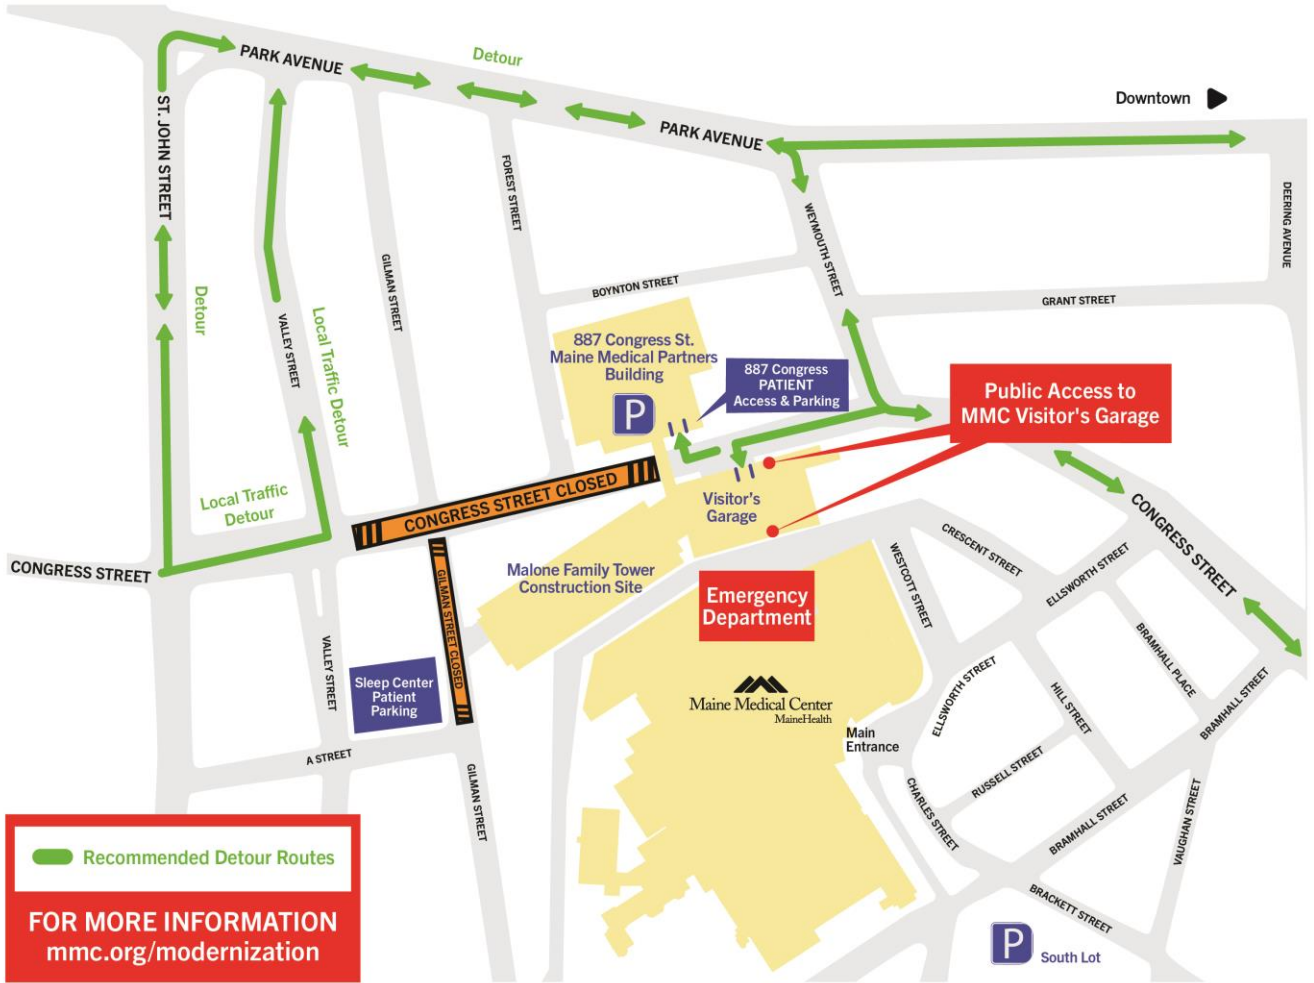 Detour
PARK AVENUE
Downtown
PARK AVENUE
ST. JOHN STREET
FOREST STREET
DEERING AVENUE
WEYMOUTH STREET
GILMAN STREET
BOYNTON STREET
GRANT STREET
Detour
VALLEY STREET
Local Traffic Detour
887 Congress St.
Maine Medical Partners
Building
P
887 Congress
PATIENT
Access & Parking
Public Access to
MMC Visitor's Garage
Local Traffic
Detour
CONGRESS STREET CLOSED
Visitor's
Garage
CONGRESS STREET
CONGRESS STREET
Malone Family Tower
Construction Site
CRESCENT STREET
ELLSWORTH STREET
WESTCOTT STREET
Emergency
Department
GILMAN STREET CLOSED
VALLEY STREET
Sleep Center
Patient
Parking
Maine Medical Center
MaineHealth
Main
Entrance
ELLSWORTH STREET
HILL STREET
BRAMHALL PLACE
BRAMHALL STREET
A STREET
GILMAN STREET
RUSSELL STREET
CHARLES STREET
BRAMHALL STREET
VAUGHAN STREET
BRACKETT STREET
P
South Lot
Recommended Detour Routes
FOR MORE INFORMATION
mmc.org/modernization